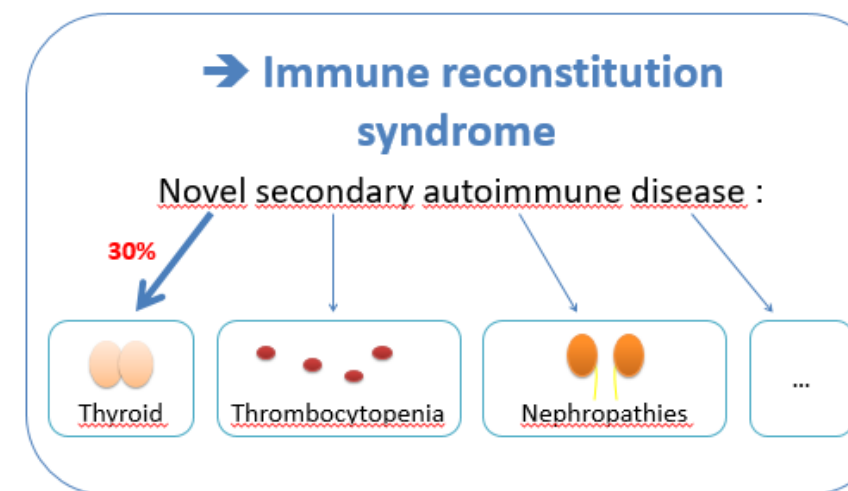 ➔ Immune reconstitution
syndrome
Novel secondary autoimmune disease :
30%
Thyroid
Thrombocytopenia
Nephropathies
...